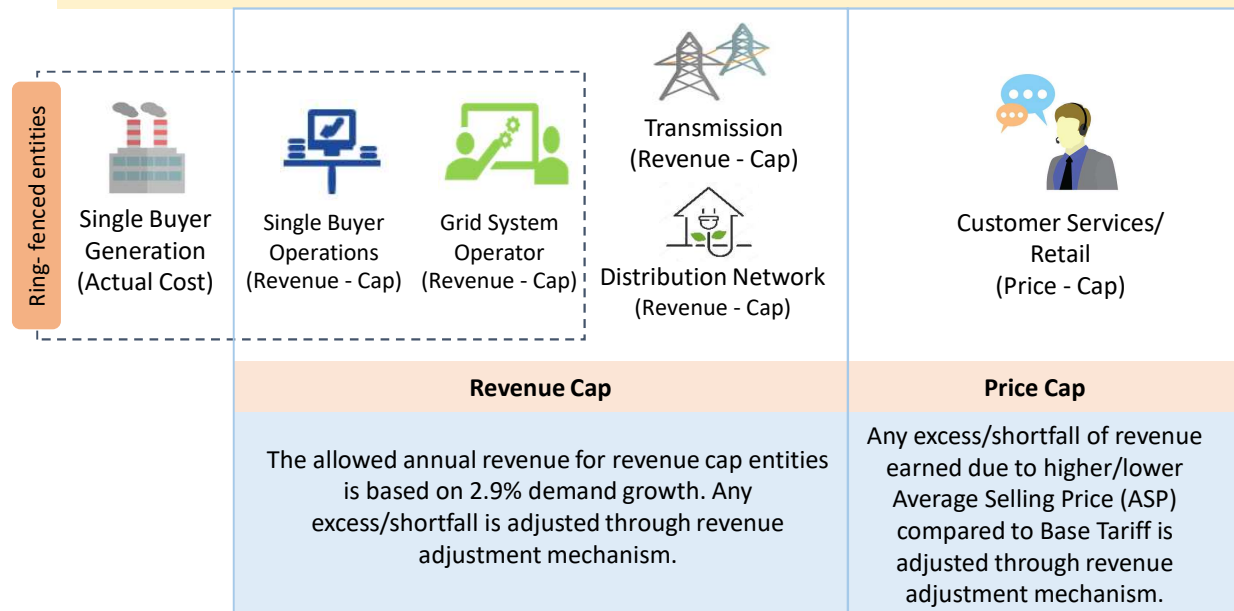 Ring- fenced entities
Single Buyer
Generation
(Actual Cost)
Single Buyer
Operations
(Revenue - Cap)
Grid System
Operator
(Revenue - Cap)
Transmission
(Revenue - Cap)
Distribution Network
(Revenue - Cap)
Customer Services/
Retail
(Price - Cap)
Revenue Cap
Price Cap
The allowed annual revenue for revenue cap entities
is based on 2.9% demand growth. Any
excess/shortfall is adjusted through revenue
adjustment mechanism.
Any excess/shortfall of revenue
earned due to higher/lower
Average Selling Price (ASP)
compared to Base Tariff is
adjusted through revenue
adjustment mechanism.